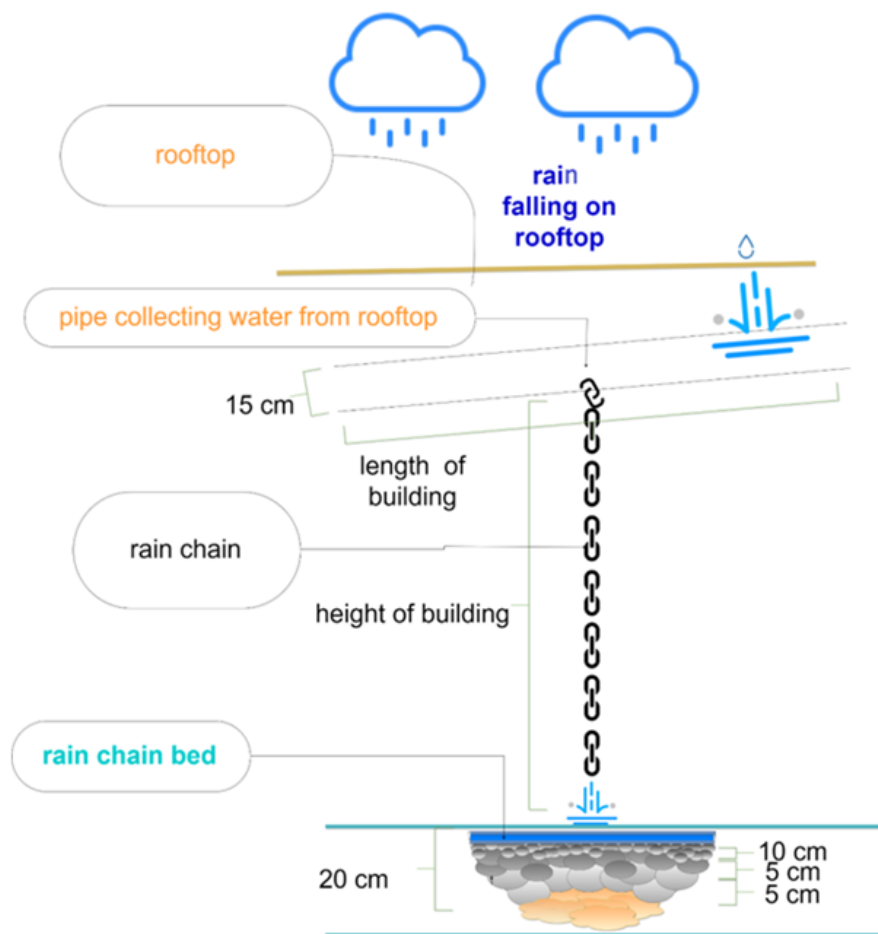 rooftop
rain
falling on
rooftop
pipe collecting water from rooftop
15 cm
length of
building
rain chain
height of building
rain chain bed
20 cm
10 cm
5 cm
5 cm